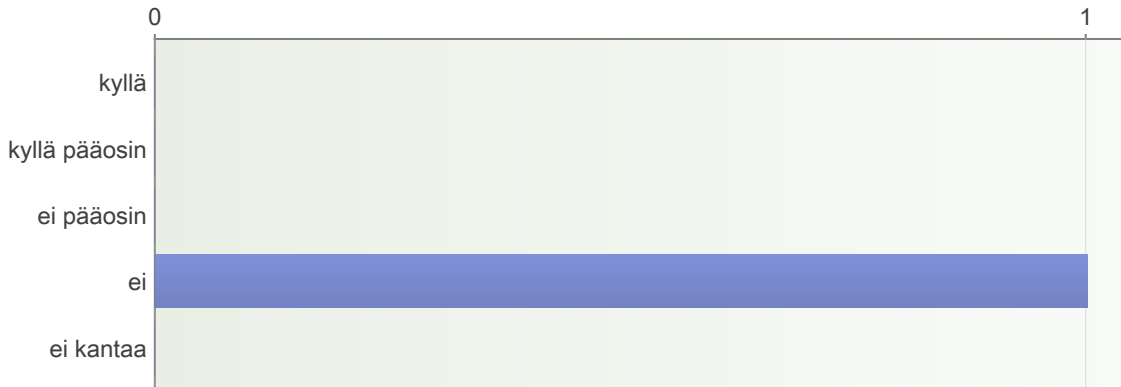 0 1
kyllä
kyllä pääosin
ei pääosin
ei
ei kantaa